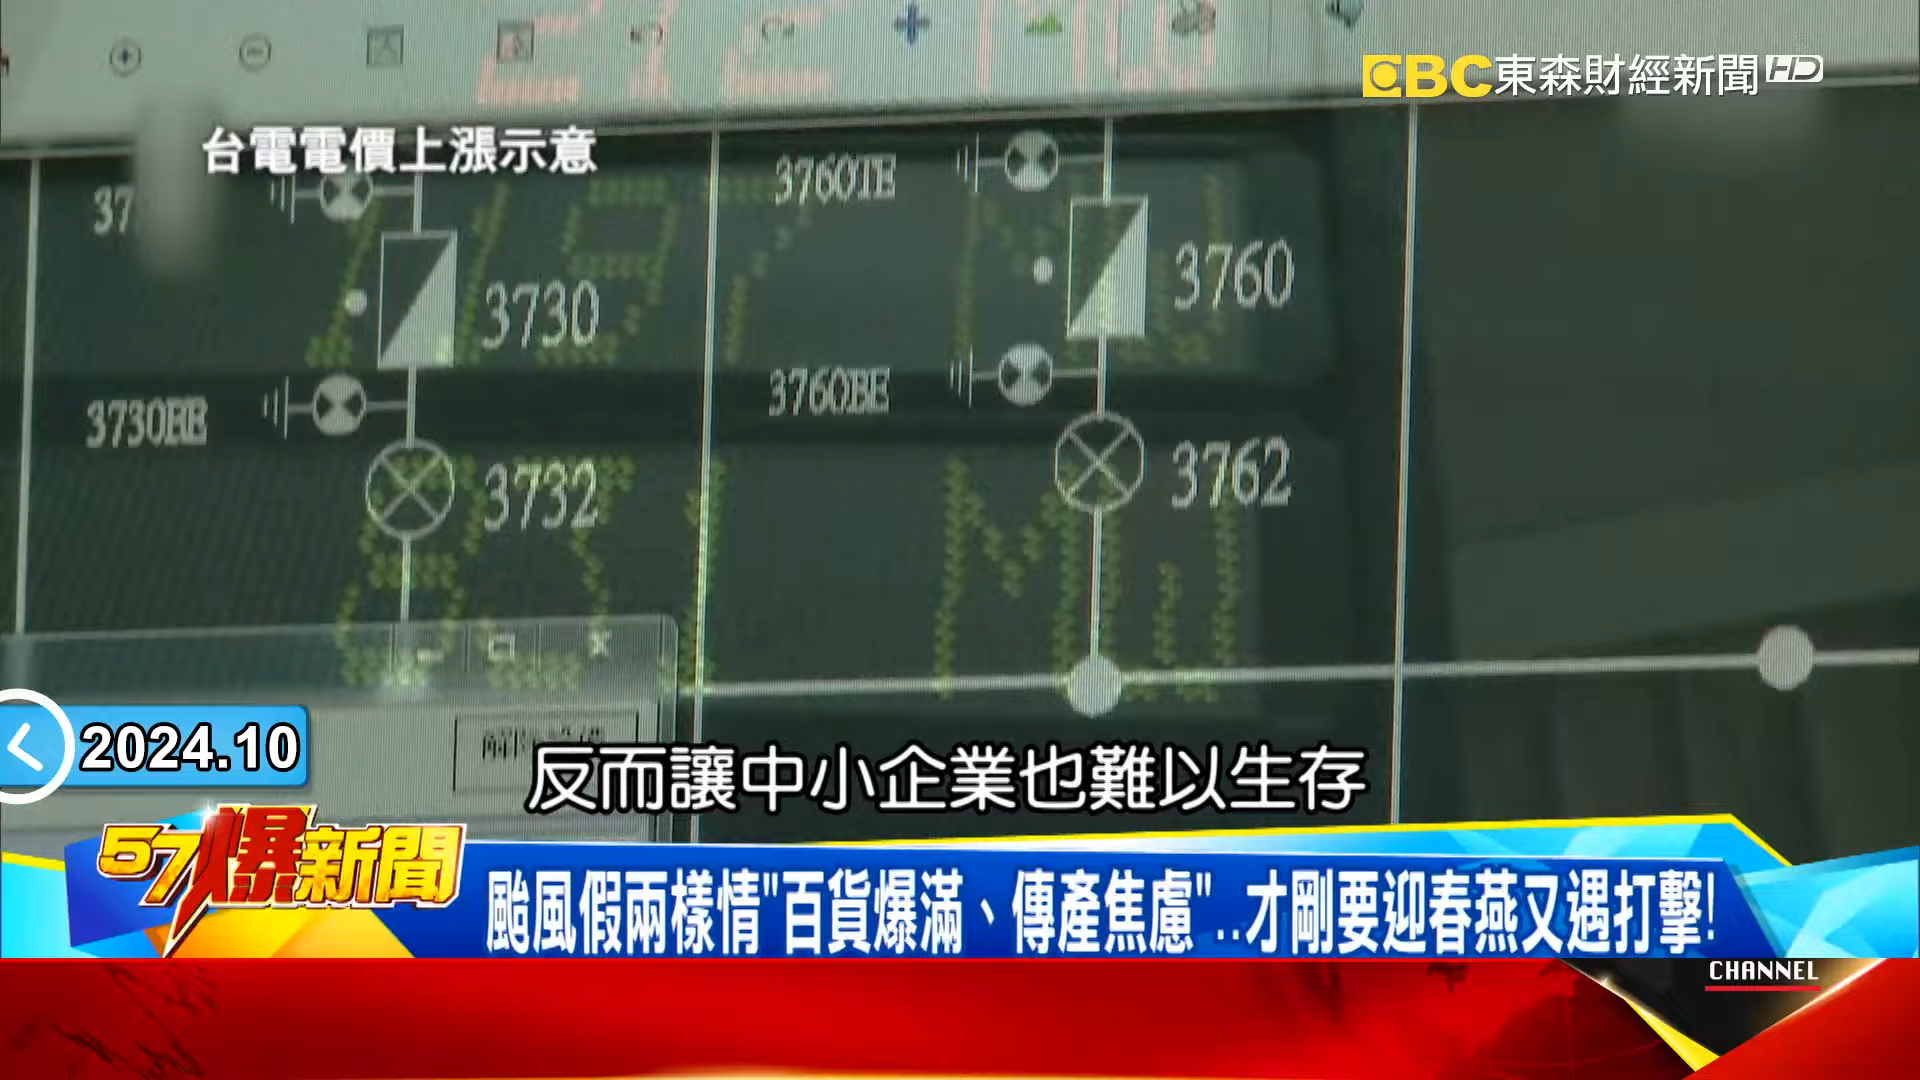 EBC東森財經新聞HD
台電電價上漲示意
37
3760TE
3730
3760
3730BE
3760BE
3732
3762
2024.10
反而讓中小企業也難以生存
57爆新聞
颱風假兩樣情"百貨爆滿、傳產焦慮"..才剛要迎春燕又遇打擊!
CHANNEL